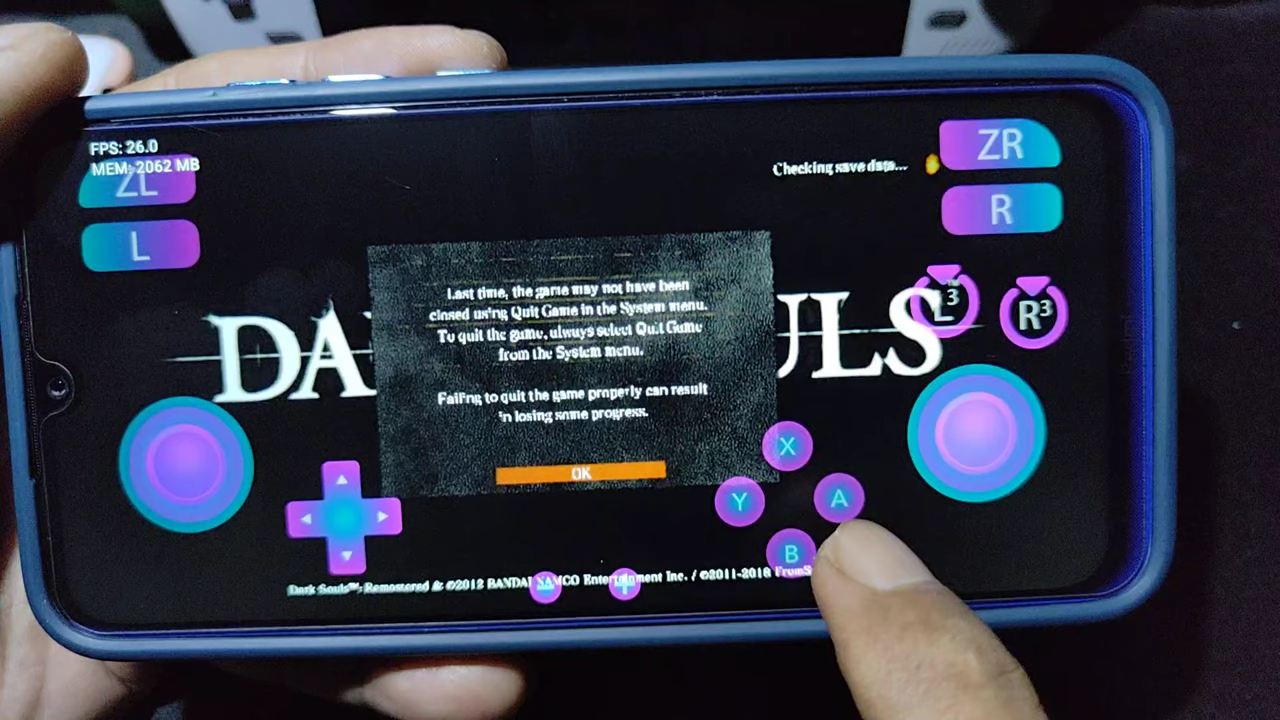 FPS: 26.0
MEM: 2062 MB
ZL
L
Checking save data...
ZR
R
L3
R3
DA
ULS
Last time, the game may not have been
closed using Quit Game in the System menu.
To quit the game, always select Quit Game
from the System menu.
Failing to quit the game properly can result
in losing some progress.
OK
X
Y
A
B
Dark Souls™: Remastered & ©2012 BANDAI NAMCO Entertainment Inc. / ©2011-2018 FromS